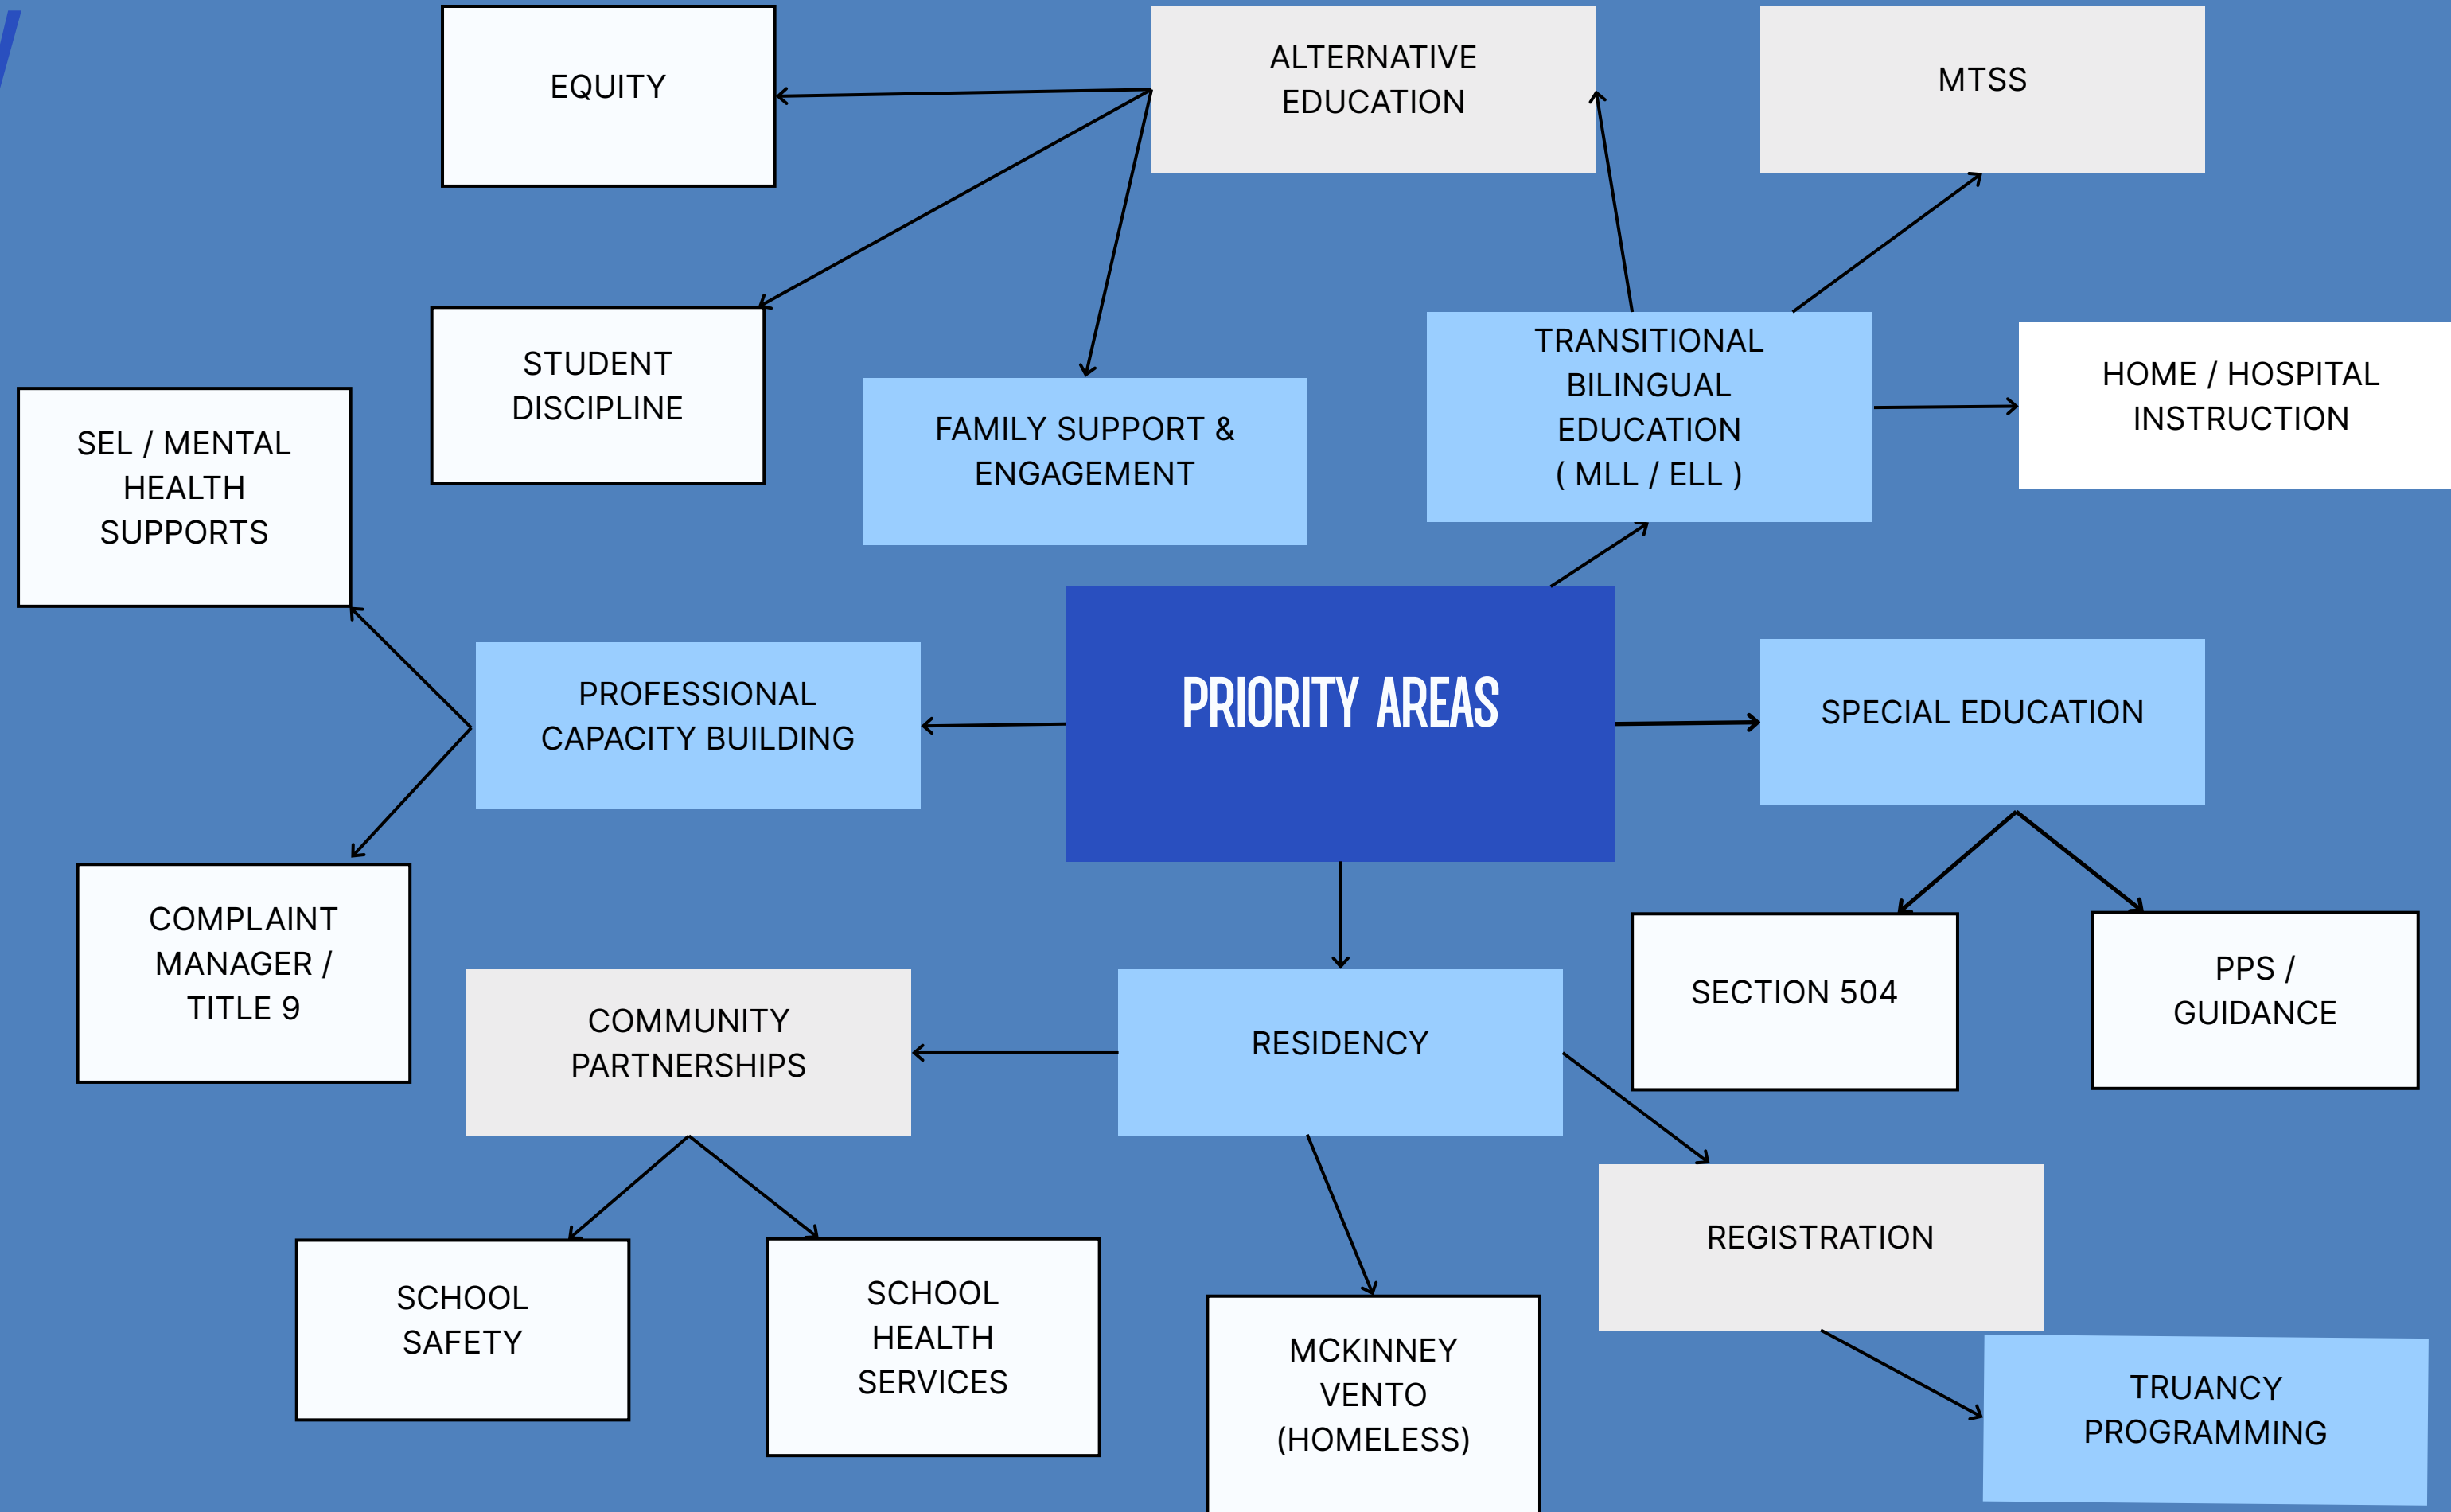 EQUITY
ALTERNATIVE
EDUCATION
MTSS
STUDENT
DISCIPLINE
FAMILY SUPPORT &
ENGAGEMENT
TRANSITIONAL
BILINGUAL
EDUCATION
( MLL / ELL )
HOME / HOSPITAL
INSTRUCTION
SEL / MENTAL
HEALTH
SUPPORTS
PROFESSIONAL
CAPACITY BUILDING
PRIORITY AREAS
SPECIAL EDUCATION
COMPLAINT
MANAGER /
TITLE 9
COMMUNITY
PARTNERSHIPS
RESIDENCY
SECTION 504
PPS /
GUIDANCE
REGISTRATION
SCHOOL
SAFETY
SCHOOL
HEALTH
SERVICES
MCKINNEY
VENTO
(HOMELESS)
TRUANCY
PROGRAMMING